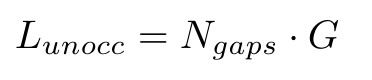 L_{unocc} = N_{gaps} · G